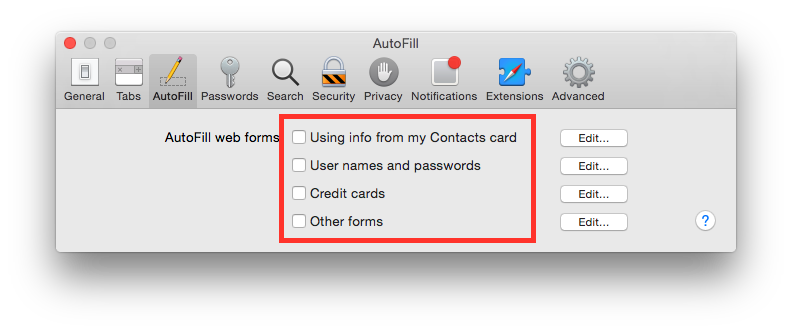 AutoFill
General Tabs AutoFill Passwords Search Security Privacy Notifications Extensions Advanced
AutoFill web forms Using info from my Contacts card Edit...
User names and passwords Edit...
Credit cards Edit...
Other forms Edit... ?